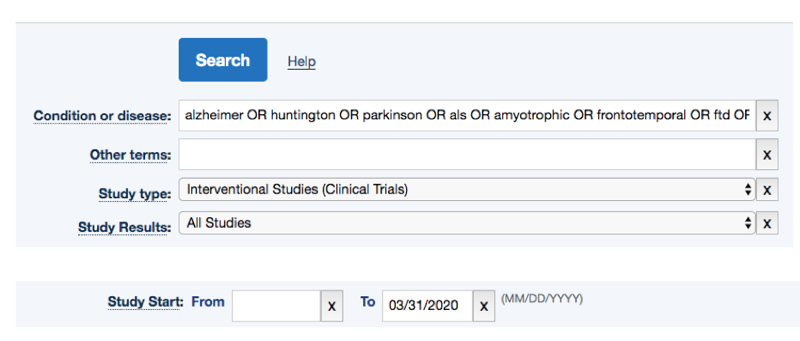 Search Help
Condition or disease: alzheimer OR huntington OR parkinson OR als OR amyotrophic OR frontotemporal OR ftd OF x
Other terms: x
Study type: Interventional Studies (Clinical Trials) x
Study Results: All Studies x
Study Start: From x To 03/31/2020 x (MM/DD/YYYY)